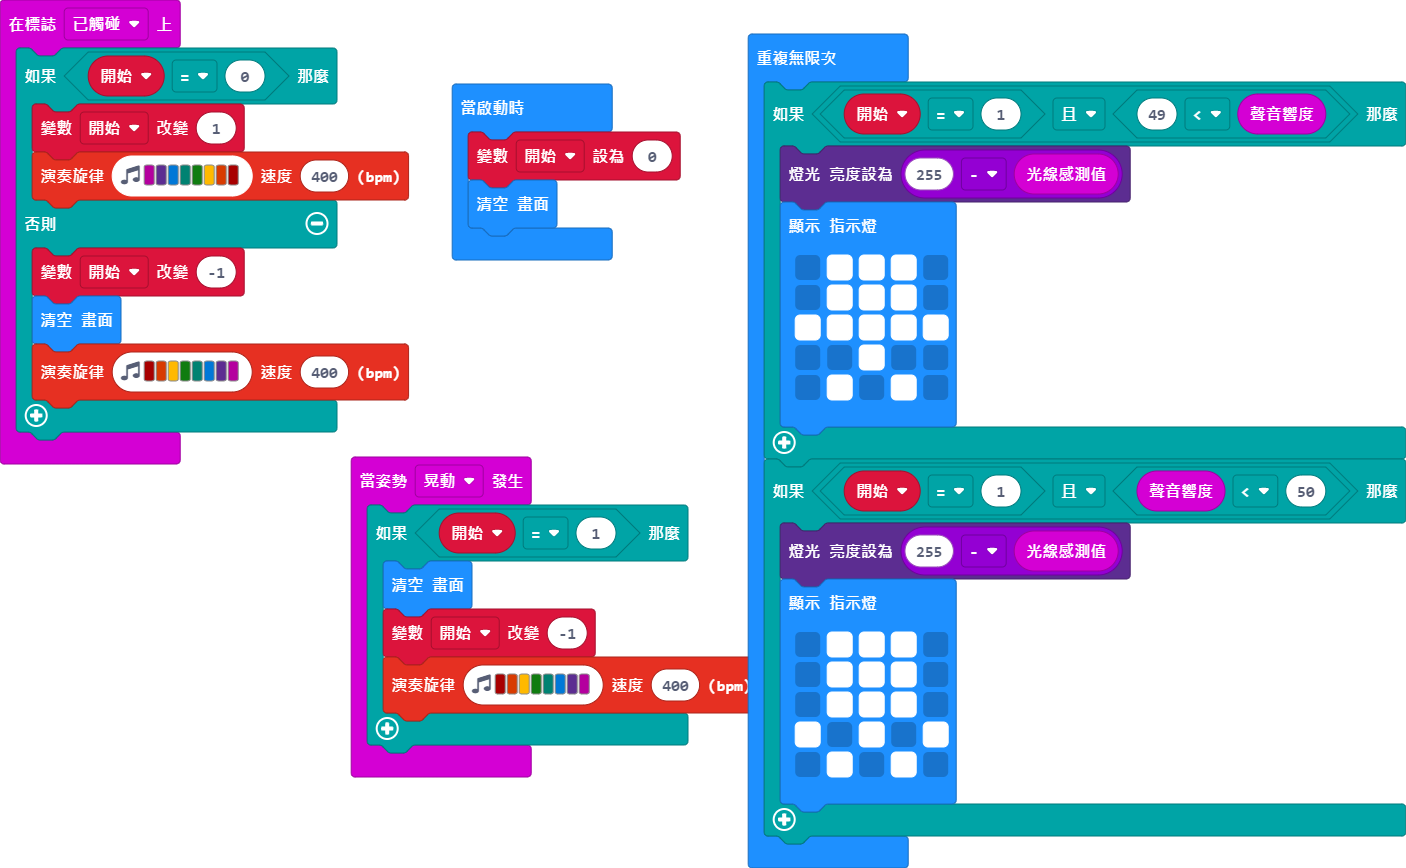 在標誌 已觸碰 上
如果 開始 = 0 那麼
變數 開始 改變 1
演奏旋律 速度 400 (bpm)
否則
變數 開始 改變 -1
清空 畫面
演奏旋律 速度 400 (bpm)
當啟動時
變數 開始 設為 0
清空 畫面
當姿勢 晃動 發生
如果 開始 = 1 那麼
清空 畫面
變數 開始 改變 -1
演奏旋律 速度 400 (bpm)
重複無限次
如果 開始 = 1 且 49 < 聲音響度 那麼
燈光 亮度設為 255 - 光線感測值
顯示 指示燈
如果 開始 = 1 且 聲音響度 < 50 那麼
燈光 亮度設為 255 - 光線感測值
顯示 指示燈